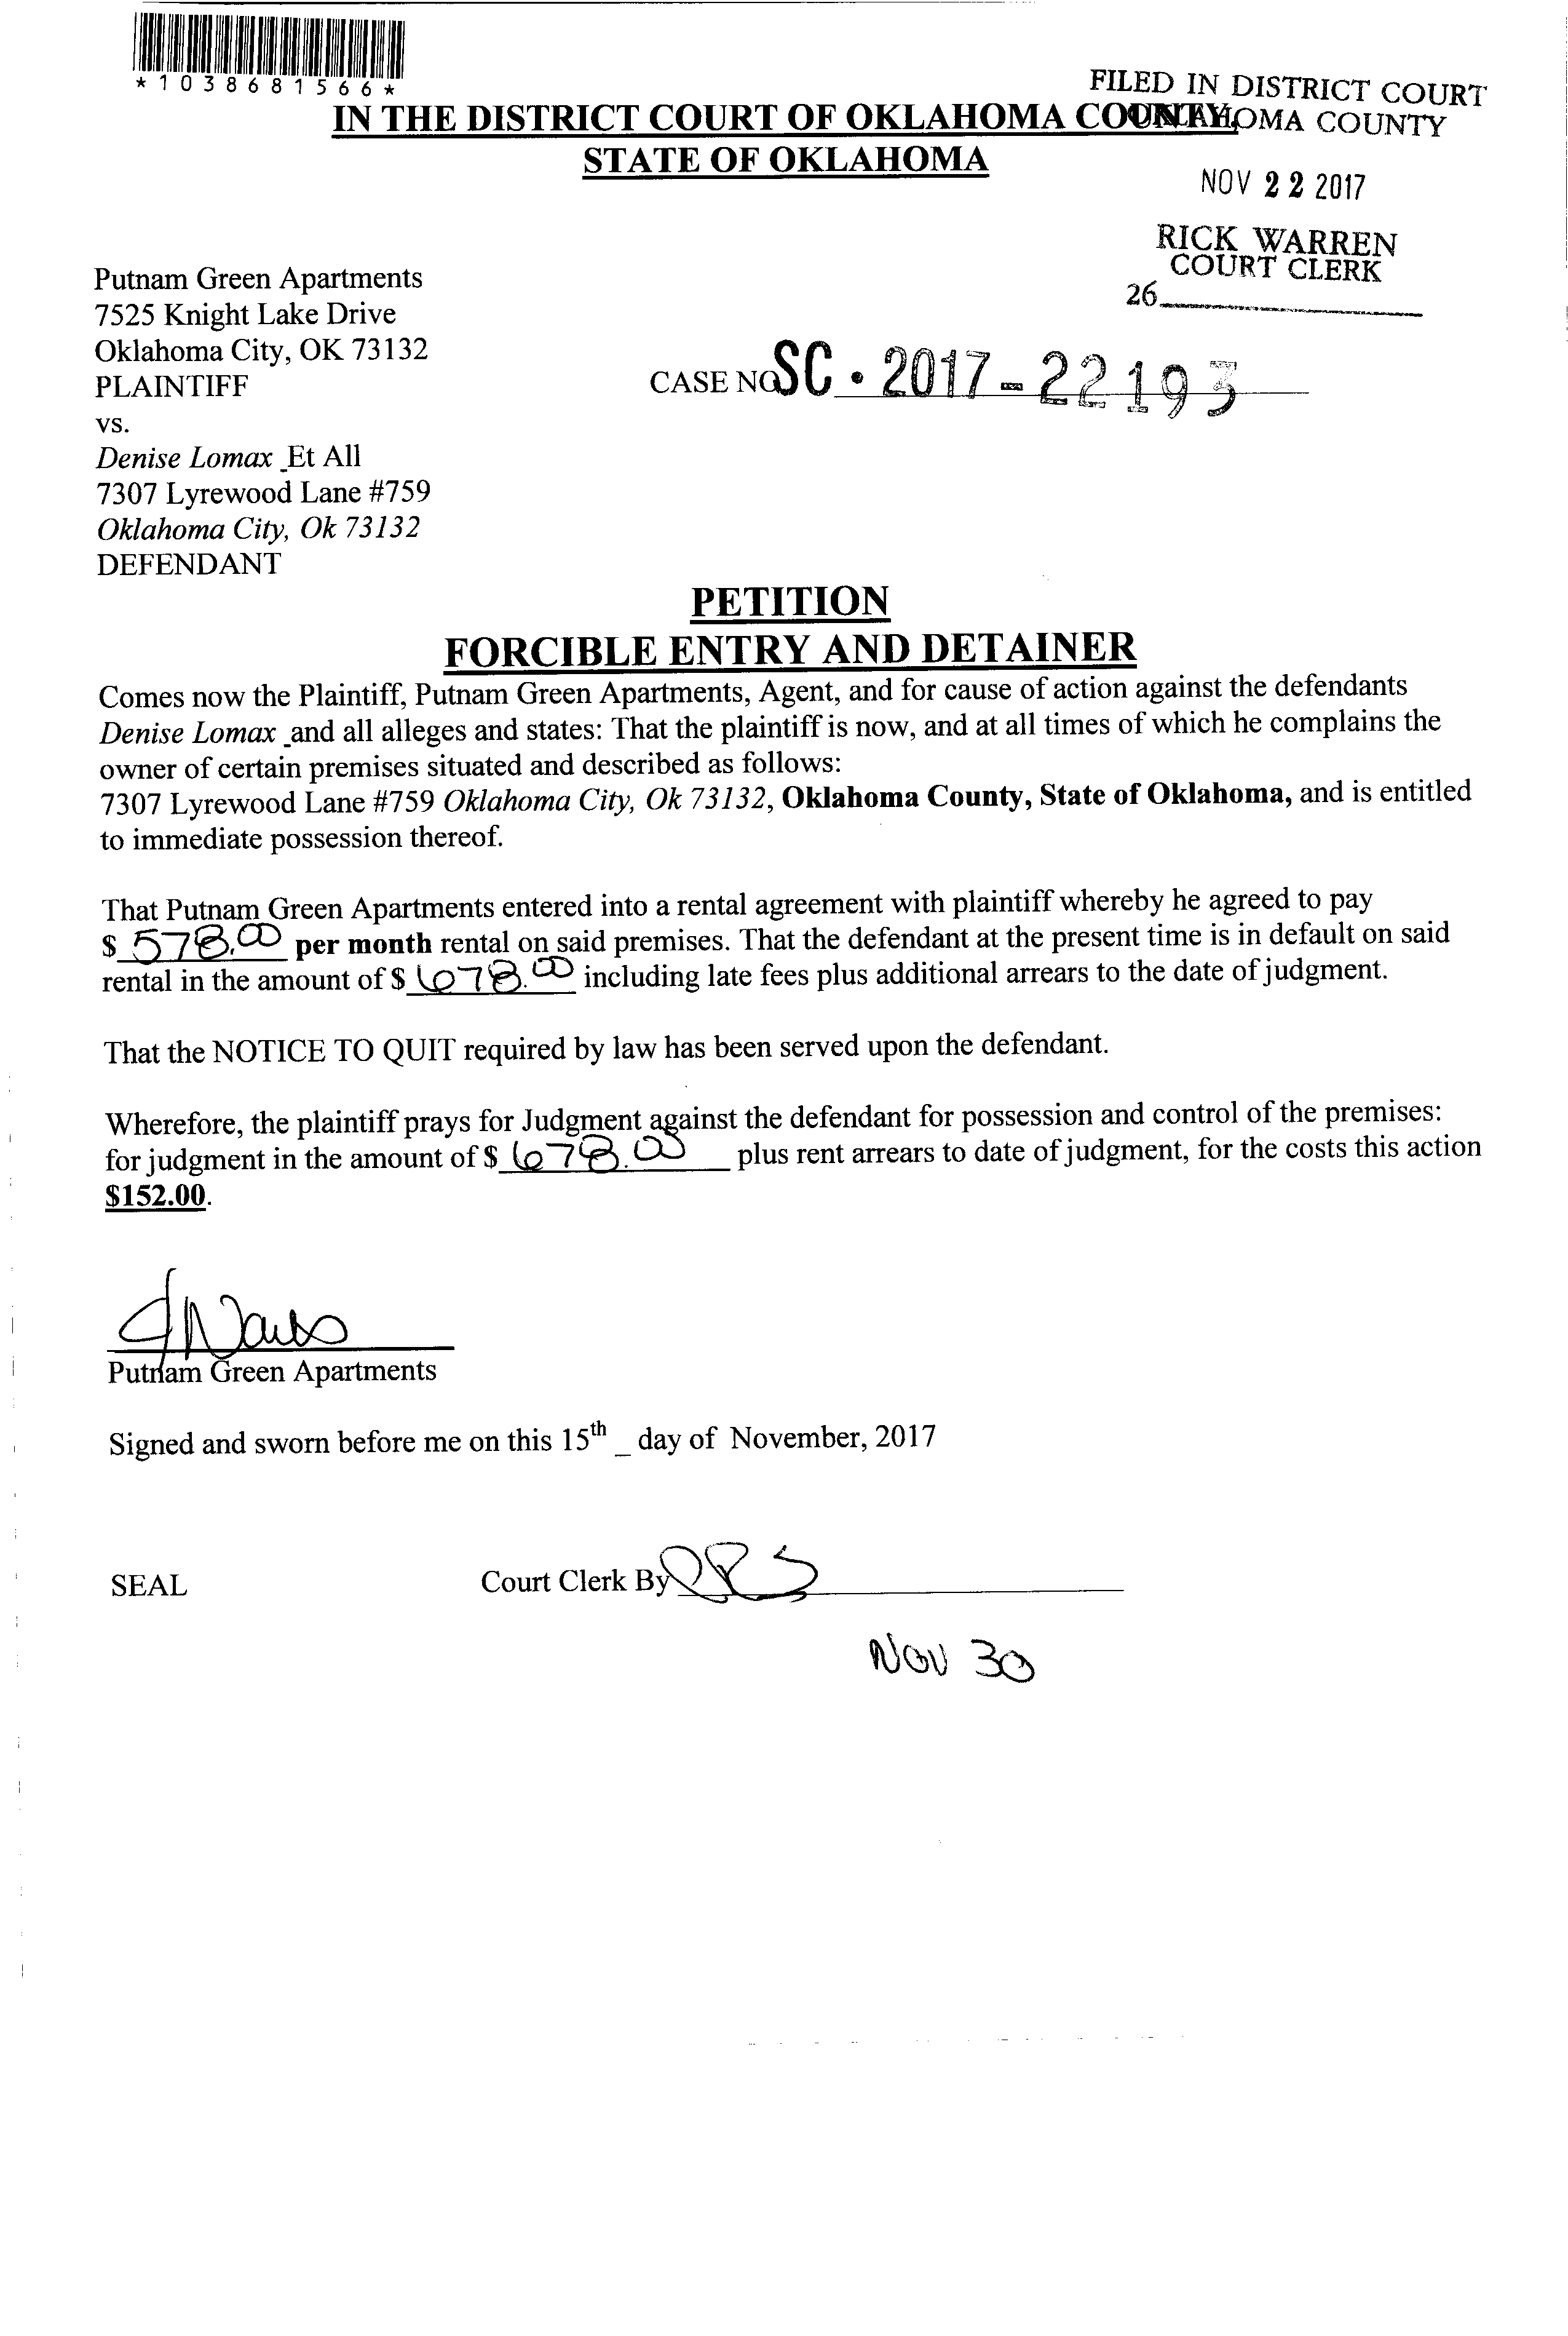 *1038681566*
FILED IN DISTRICT COURT
OKLAHOMA COUNTY
IN THE DISTRICT COURT OF OKLAHOMA COUNTY,
STATE OF OKLAHOMA
NOV 22 2017
RICK WARREN
COURT CLERK
26
Putnam Green Apartments
7525 Knight Lake Drive
Oklahoma City, OK 73132
PLAINTIFF
CASE NO SC - 2017 - 22193
vs.
Denise Lomax Et All
7307 Lyrewood Lane #759
Oklahoma City, Ok 73132
DEFENDANT
PETITION
FORCIBLE ENTRY AND DETAINER
Comes now the Plaintiff, Putnam Green Apartments, Agent, and for cause of action against the defendants
Denise Lomax and all alleges and states: That the plaintiff is now, and at all times of which he complains the
owner of certain premises situated and described as follows:
7307 Lyrewood Lane #759 Oklahoma City, Ok 73132, Oklahoma County, State of Oklahoma, and is entitled
to immediate possession thereof.
That Putnam Green Apartments entered into a rental agreement with plaintiff whereby he agreed to pay
$ 578.00 per month rental on said premises. That the defendant at the present time is in default on said
rental in the amount of $ 678.00 including late fees plus additional arrears to the date of judgment.
That the NOTICE TO QUIT required by law has been served upon the defendant.
Wherefore, the plaintiff prays for Judgment against the defendant for possession and control of the premises:
for judgment in the amount of $ 678.00 plus rent arrears to date of judgment, for the costs this action
$152.00.
Putnam Green Apartments
Signed and sworn before me on this 15th _ day of November, 2017
SEAL Court Clerk By
Nov 30